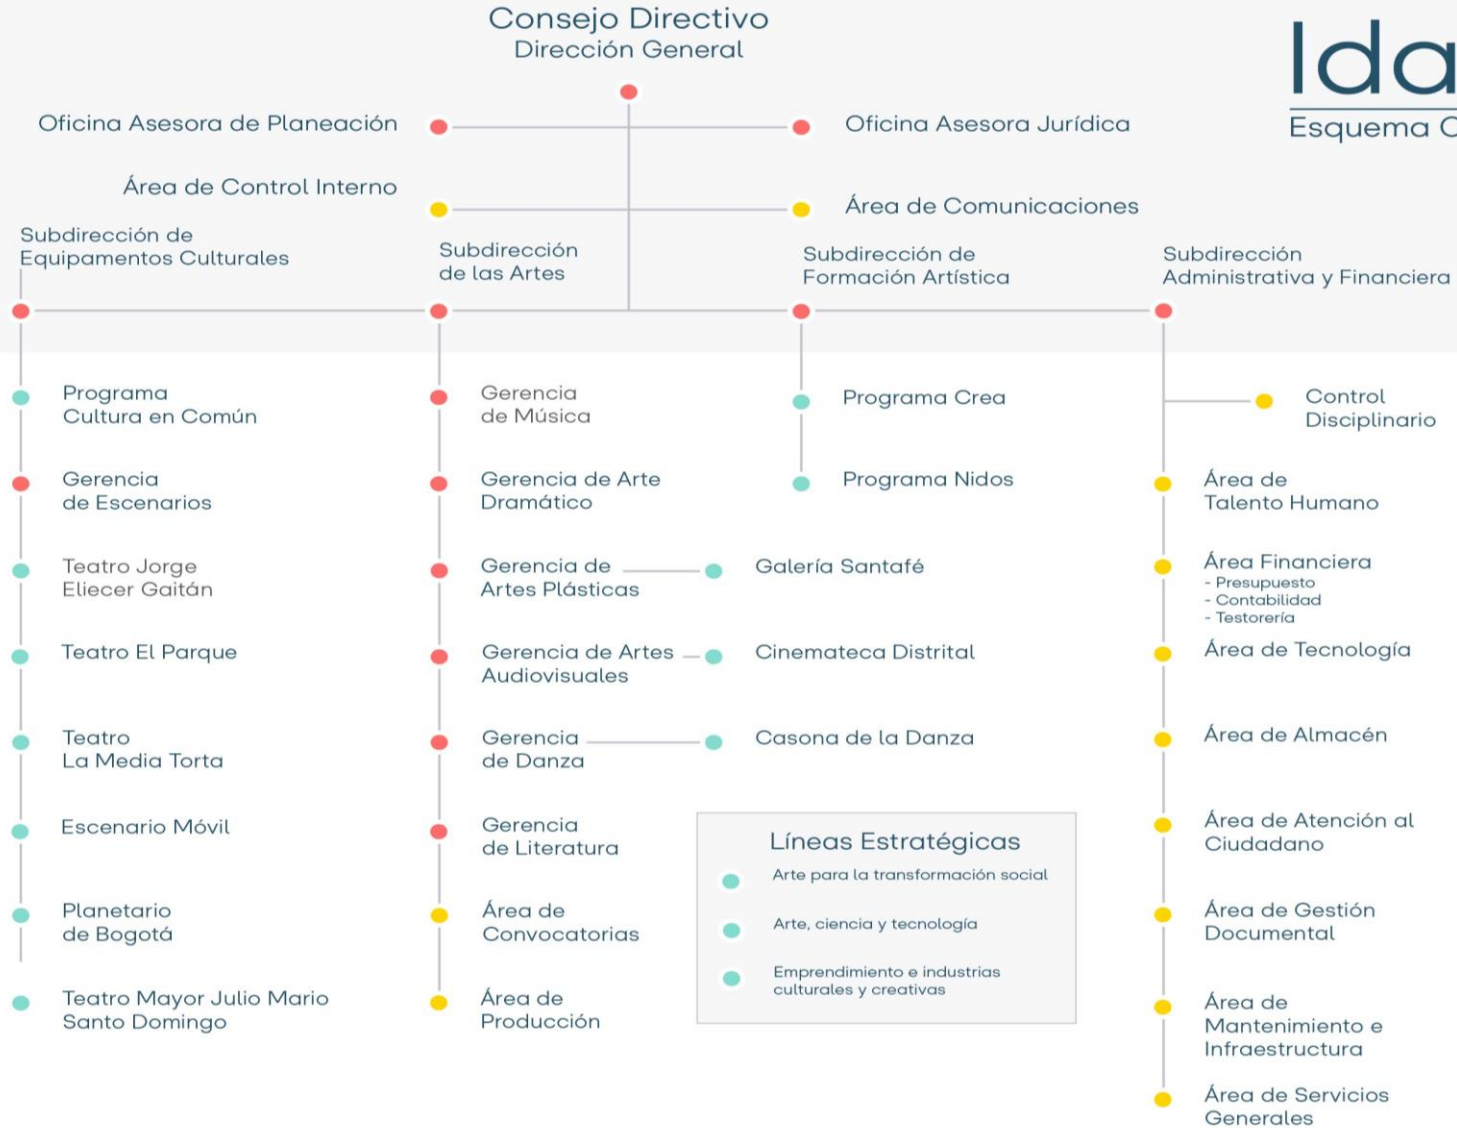 Consejo Directivo
Dirección General
Ida
Esquema O
Oficina Asesora de Planeación
Oficina Asesora Jurídica
Área de Control Interno
Área de Comunicaciones
Subdirección de
Equipamentos Culturales
Subdirección
de las Artes
Subdirección de
Formación Artística
Subdirección
Administrativa y Financiera
Programa
Cultura en Común
Gerencia
de Escenarios
Teatro Jorge
Eliecer Gaitán
Teatro El Parque
Teatro
La Media Torta
Escenario Móvil
Planetario
de Bogotá
Teatro Mayor Julio Mario
Santo Domingo
Gerencia
de Música
Gerencia de Arte
Dramático
Gerencia de
Artes Plásticas
Galería Santafé
Gerencia de Artes
Audiovisuales
Cinemateca Distrital
Gerencia
de Danza
Casona de la Danza
Gerencia
de Literatura
Área de
Convocatorias
Área de
Producción
Programa Crea
Programa Nidos
Líneas Estratégicas
Arte para la transformación social
Arte, ciencia y tecnología
Emprendimiento e industrias
culturales y creativas
Control
Disciplinario
Área de
Talento Humano
Área Financiera
- Presupuesto
- Contabilidad
- Testorería
Área de Tecnología
Área de Almacén
Área de Atención al
Ciudadano
Área de Gestión
Documental
Área de
Mantenimiento e
Infraestructura
Área de Servicios
Generales